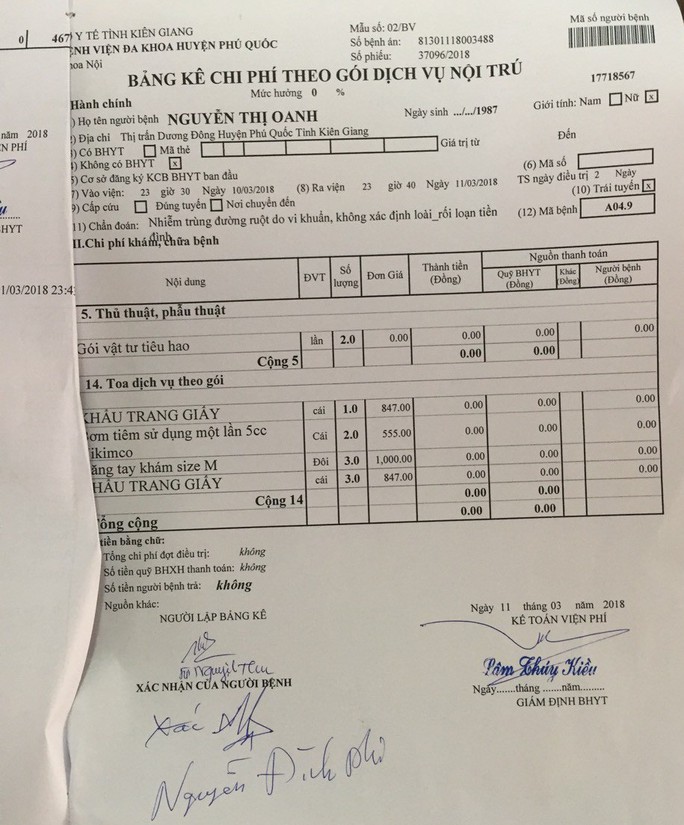 0 467
năm 2018
N PHÍ
BHYT
1/03/2018 23:4
Y TẾ TỈNH KIÊN GIANG
NH VIỆN ĐA KHOA HUYỆN PHÚ QUỐC
hoa Nội
Mẫu số: 02/BV
Số bệnh án: 81301118003488
Số phiếu: 37096/2018
Mã số người bệnh
17718567
BẢNG KÊ CHI PHÍ THEO GÓI DỊCH VỤ NỘI TRÚ
Mức hưởng 0 %
Hành chính
) Họ tên người bệnh NGUYỄN THỊ OANH Ngày sinh .../.../1987 Giới tính: Nam Nữ x
) Địa chỉ Thị trấn Dương Đông Huyện Phú Quốc Tỉnh Kiên Giang
) Có BHYT Mã thẻ Giá trị từ Đến
) Không có BHYT x (6) Mã số
) Cơ sở đăng ký KCB BHYT ban đầu
7) Vào viện: 23 giờ 30 Ngày 10/03/2018 (8) Ra viện 23 giờ 40 Ngày 11/03/2018 TS ngày điều trị 2 Ngày
9) Cấp cứu Đúng tuyến Nơi chuyển đến (10) Trái tuyến x
11) Chẩn đoán: Nhiễm trùng đường ruột do vi khuẩn, không xác định loại_rối loạn tiền đình (12) Mã bệnh A04.9
II.Chi phí khám, chữa bệnh
Nội dung ĐVT Số lượng Đơn Giá Thành tiền (Đồng) Nguồn thanh toán
Quỹ BHYT (Đồng) Khác (Đồng) Người bệnh (Đồng)
5. Thủ thuật, phẫu thuật
Gói vật tư tiêu hao lần 2.0 0.00 0.00 0.00 0.00
Cộng 5 0.00 0.00
14. Toa dịch vụ theo gói
KHẨU TRANG GIẤY cái 1.0 847.00 0.00 0.00 0.00
ơm tiêm sử dụng một lần 5cc Cái 2.0 555.00 0.00 0.00 0.00
ikimco
ăng tay khám size M Đôi 3.0 1,000.00 0.00 0.00 0.00
HẨU TRANG GIẤY cái 3.0 847.00 0.00 0.00 0.00
Cộng 14 0.00 0.00
ổng cộng 0.00 0.00
tiền bằng chữ:
Tổng chi phí đợt điều trị: không
Số tiền quỹ BHXH thanh toán: không
Số tiền người bệnh trả: không
Nguồn khác:
NGƯỜI LẬP BẢNG KÊ
Ngày 11 tháng 03 năm 2018
KẾ TOÁN VIỆN PHÍ
Lâm Thúy Kiều
XÁC NHẬN CỦA NGƯỜI BỆNH
Ngày.......tháng .......năm.........
GIÁM ĐỊNH BHYT
Nguyễn Đình